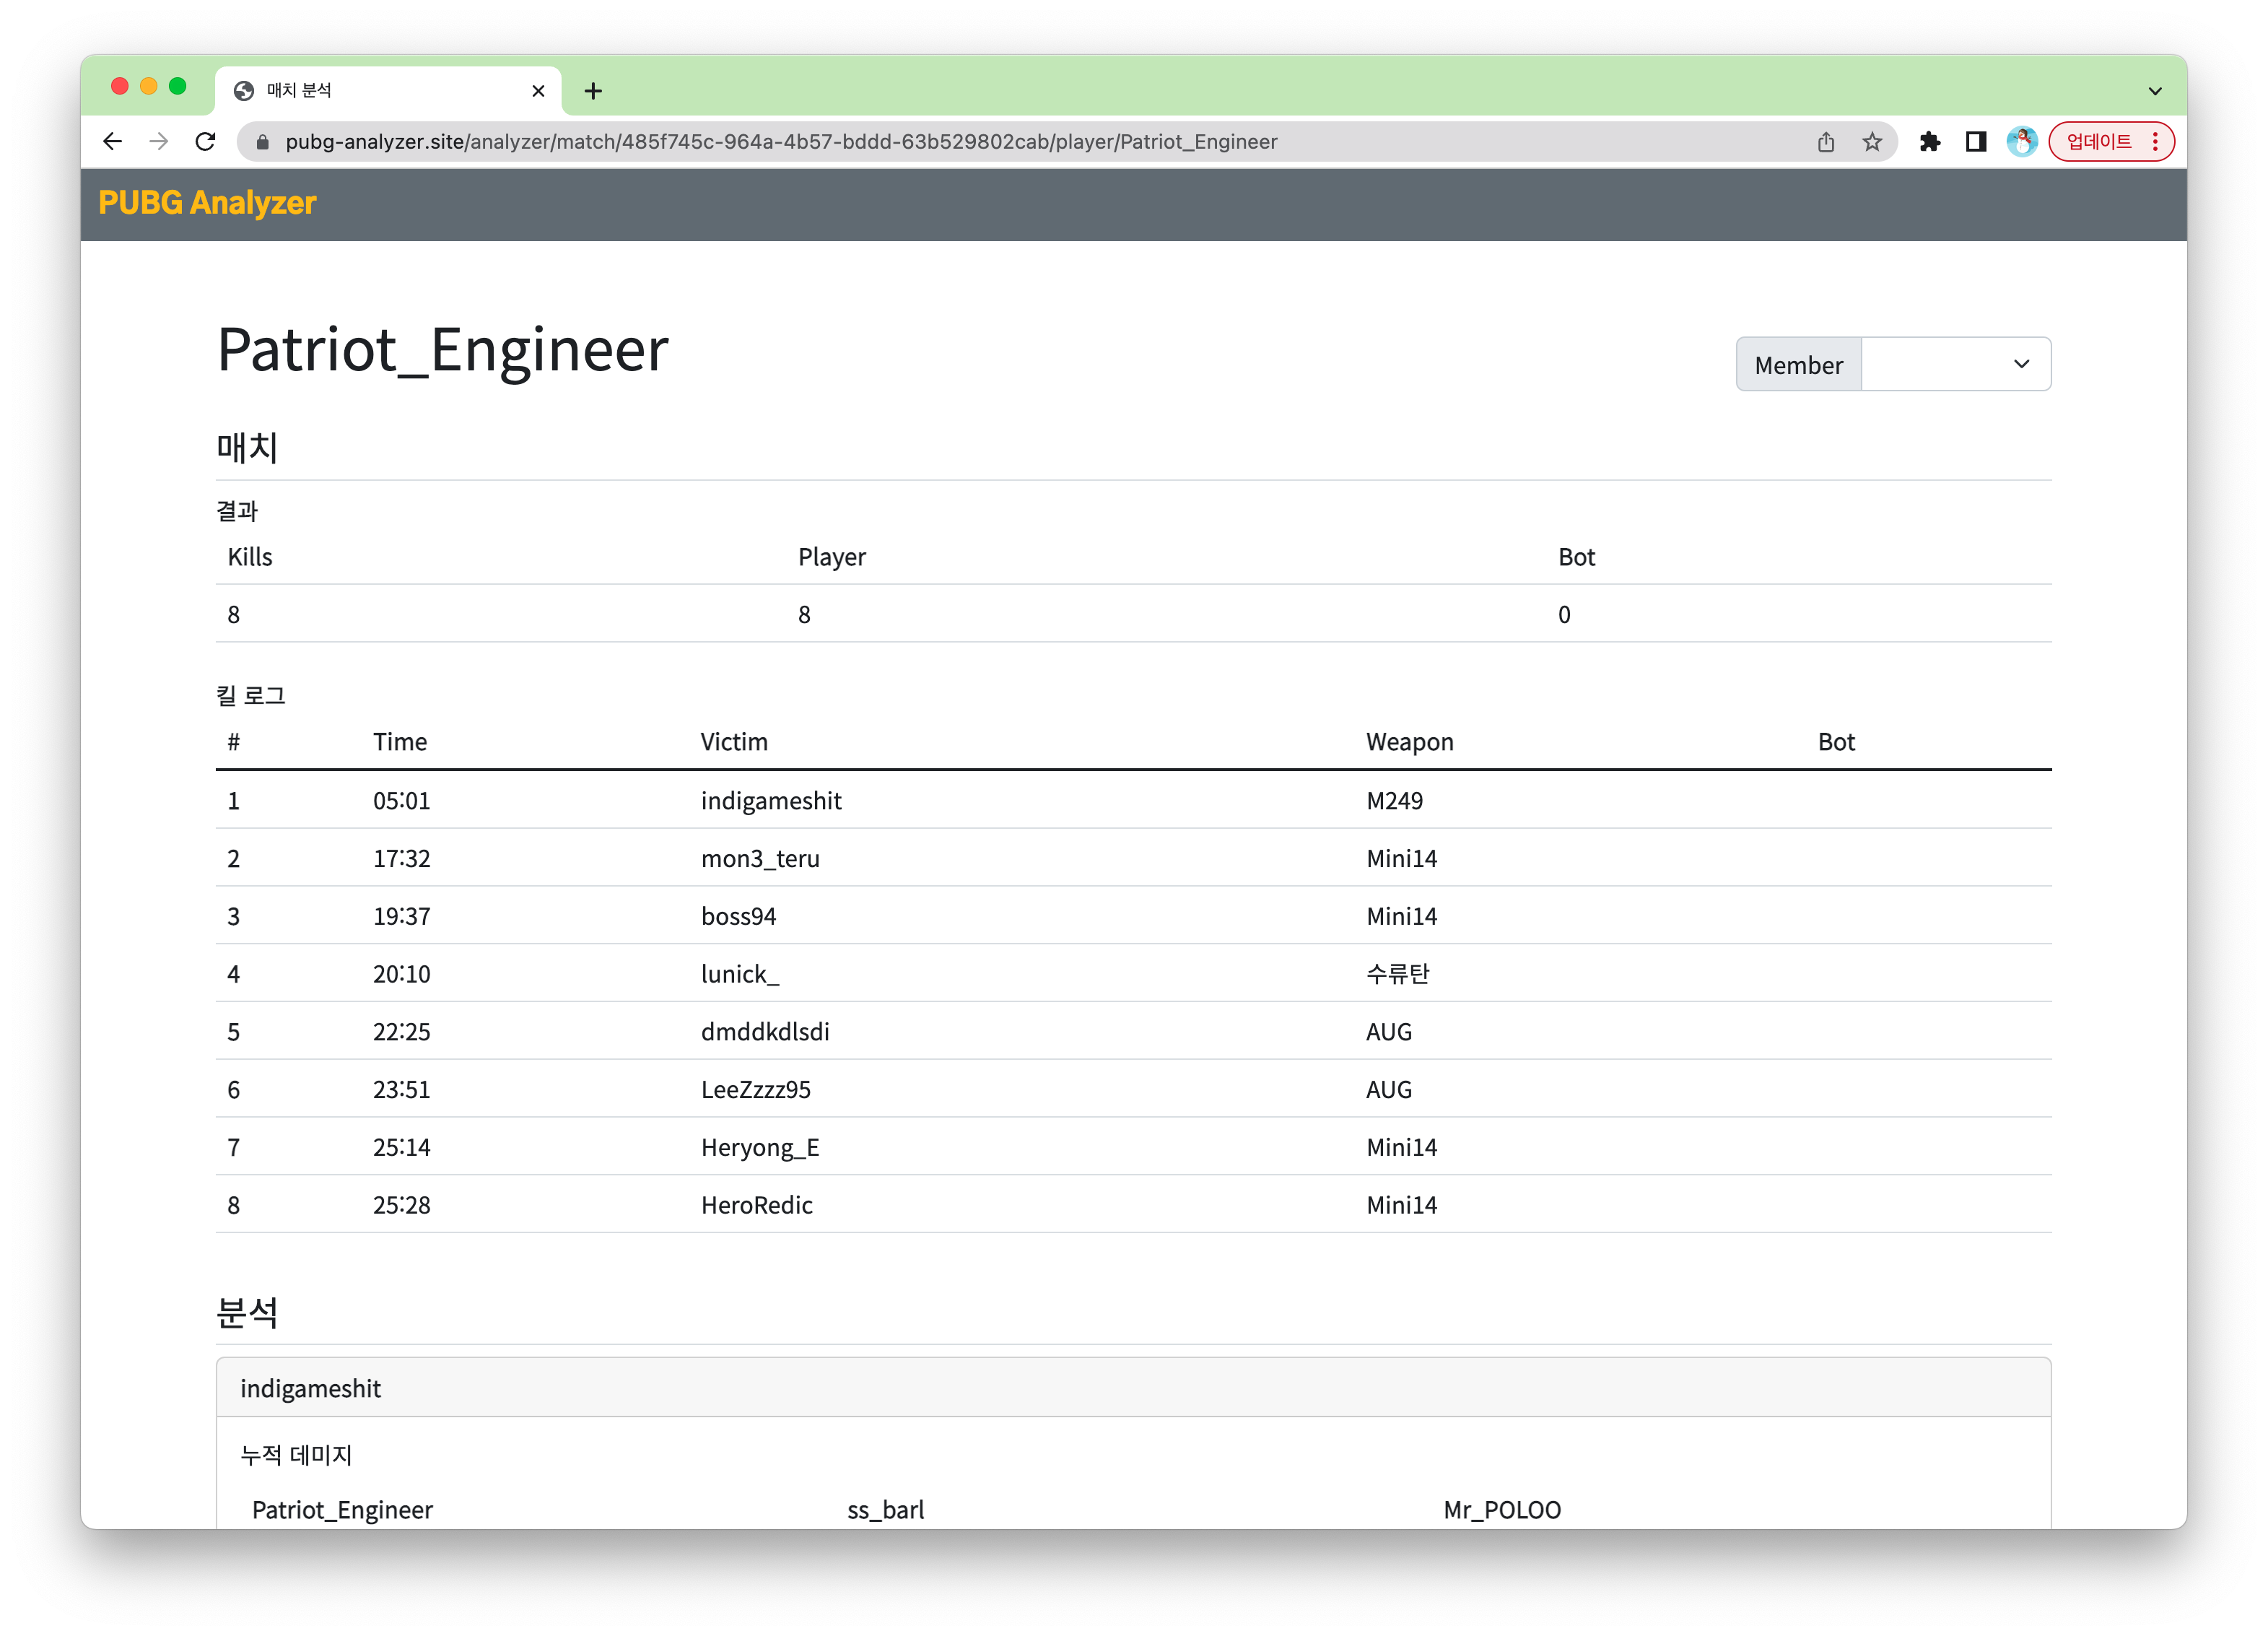 매치 분석
pubg-analyzer.site/analyzer/match/485f745c-964a-4b57-bddd-63b529802cab/player/Patriot_Engineer
업데이트
PUBG Analyzer
Patriot_Engineer
Member
매치
결과
Kills Player Bot
8 8 0
킬 로그
# Time Victim Weapon Bot
1 05:01 indigameshit M249
2 17:32 mon3_teru Mini14
3 19:37 boss94 Mini14
4 20:10 lunick_ 수류탄
5 22:25 dmddkdlsdi AUG
6 23:51 LeeZzzz95 AUG
7 25:14 Heryong_E Mini14
8 25:28 HeroRedic Mini14
분석
indigameshit
누적 데미지
Patriot_Engineer ss_barl Mr_POLOO